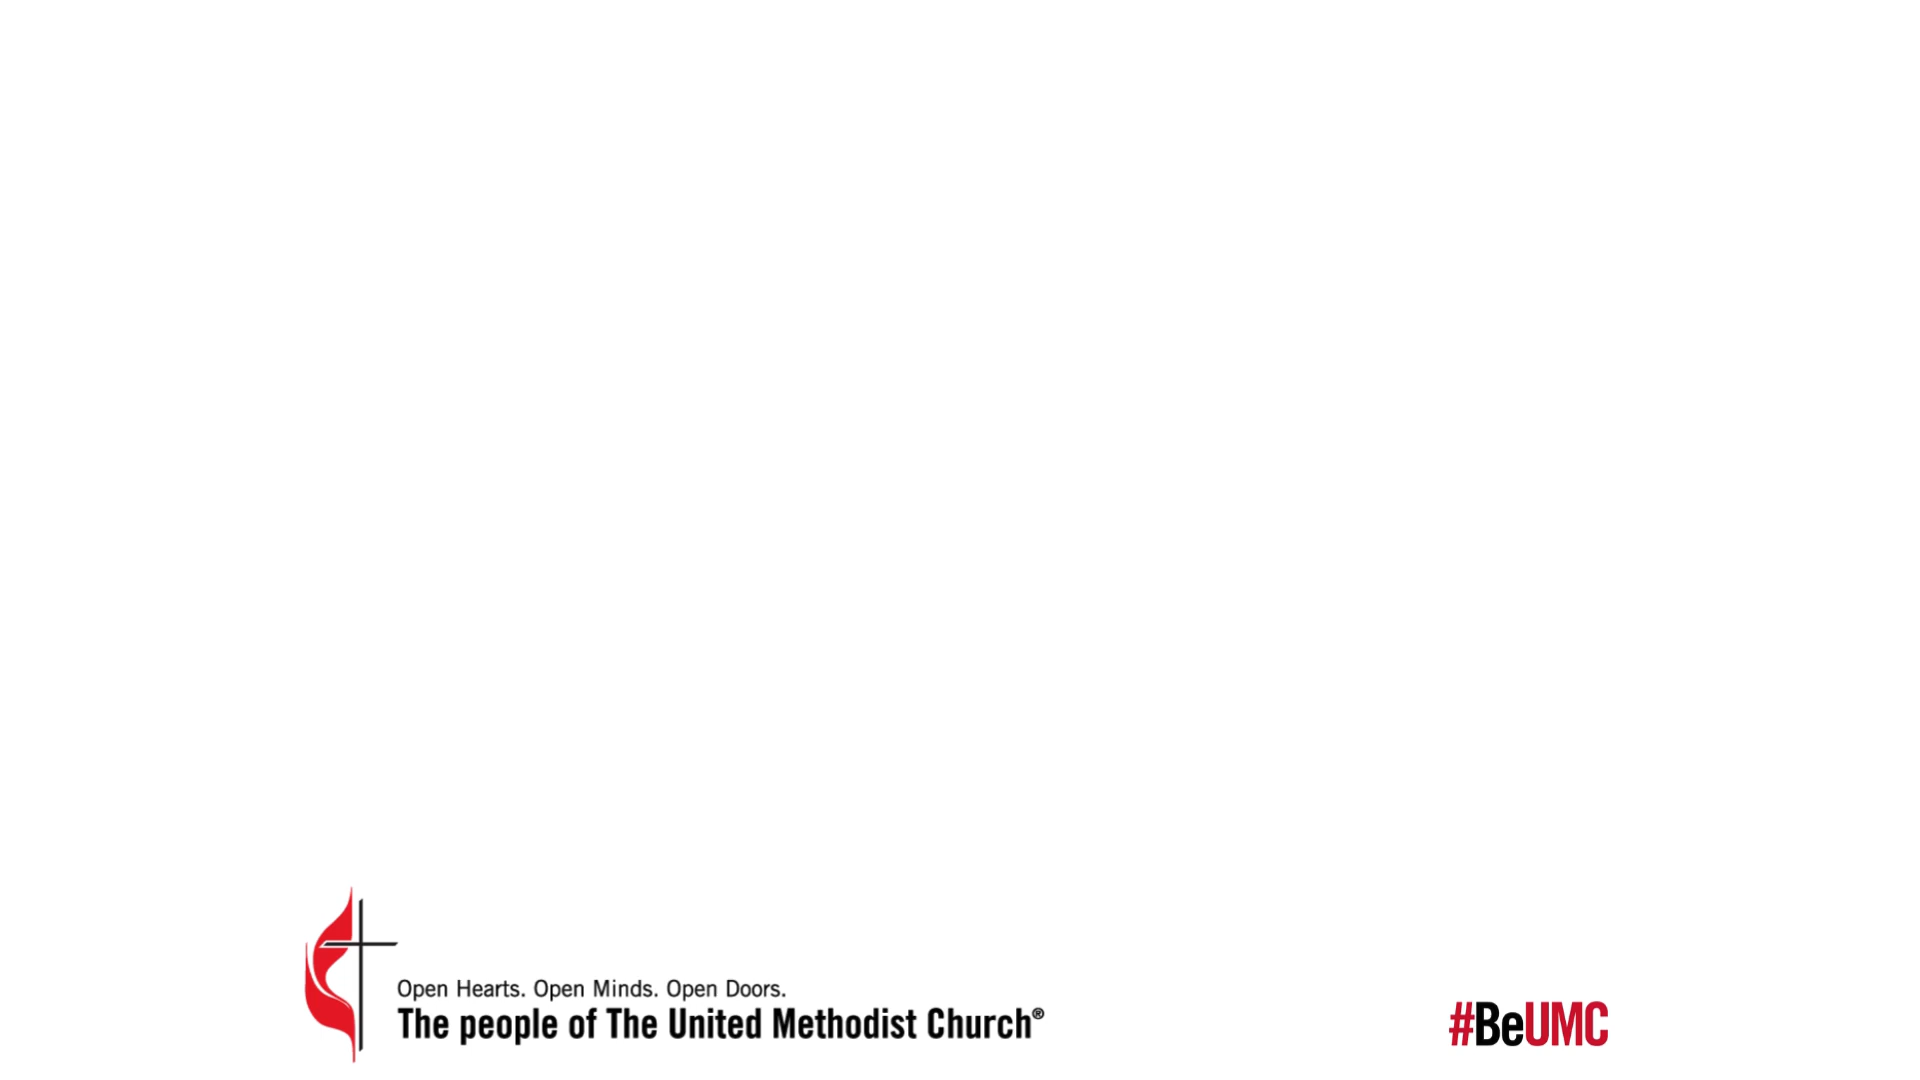 Open Hearts. Open Minds. Open Doors.
The people of The United Methodist Church®
#BeUMC